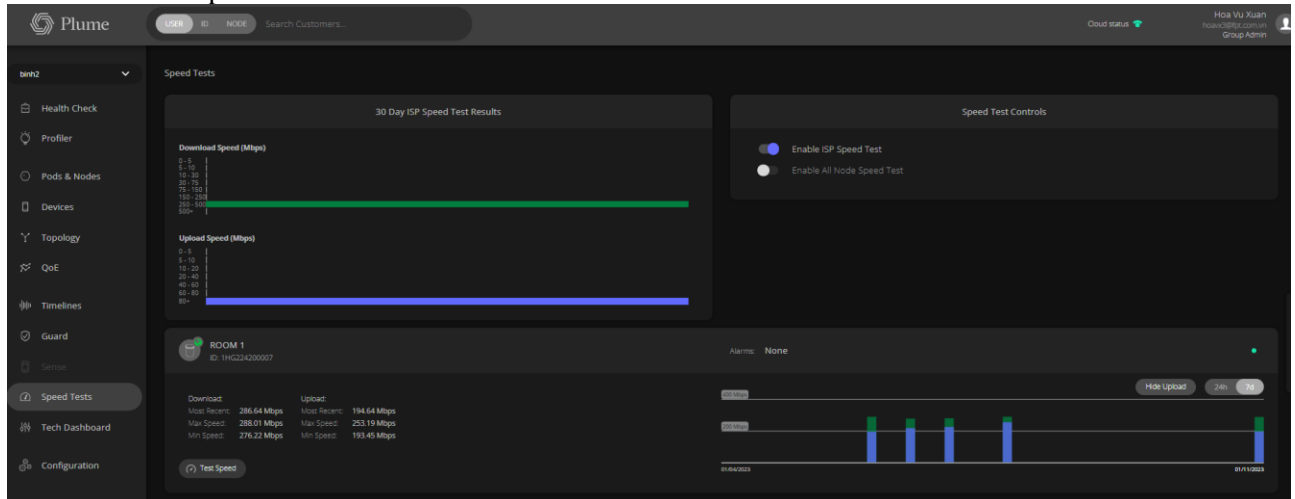 Plume
USER ID NODE Search Customers...
Cloud status
Hoa Vu Xuan
hoavx3@fpt.com.vn
Group Admin
binh2
Health Check
Profiler
Pods & Nodes
Devices
Topology
QoE
Timelines
Guard
Sense
Speed Tests
Tech Dashboard
Configuration
Speed Tests
30 Day ISP Speed Test Results
Download Speed (Mbps)
0 - 5
5 - 10
10 - 30
30 - 75
75 - 150
150 - 250
250 - 500
500+
Upload Speed (Mbps)
0 - 5
5 - 10
10 - 20
20 - 40
40 - 60
60 - 80
80+
Speed Test Controls
Enable ISP Speed Test
Enable All Node Speed Test
ROOM 1
ID: 1HG224200007
Alarms: None
Download: Upload:
Most Recent: 286.64 Mbps Most Recent: 194.64 Mbps
Max Speed: 288.01 Mbps Max Speed: 253.19 Mbps
Min Speed: 276.22 Mbps Min Speed: 193.45 Mbps
Test Speed
Hide Upload 24h 7d
400 Mbps
200 Mbps
01/04/2023 01/11/2023